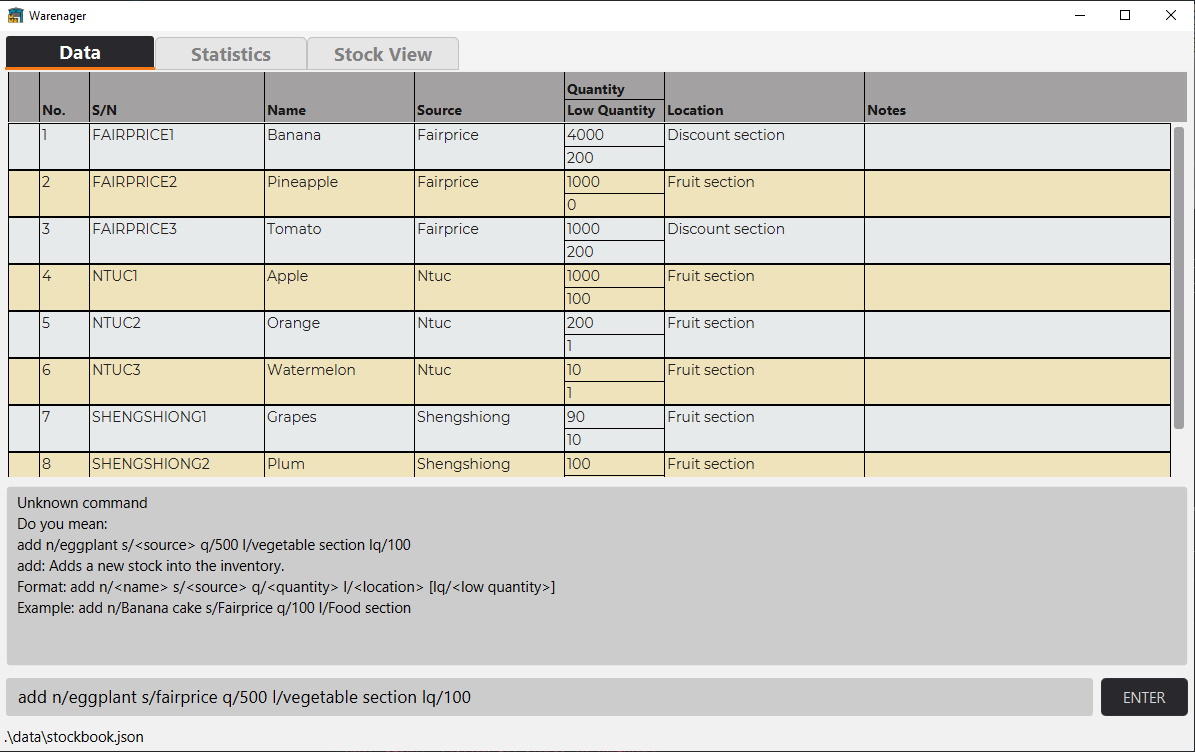 Warenager
Data Statistics Stock View
No. S/N Name Source Quantity Low Quantity Location Notes
1 FAIRPRICE1 Banana Fairprice 4000 Discount section
200
2 FAIRPRICE2 Pineapple Fairprice 1000 Fruit section
0
3 FAIRPRICE3 Tomato Fairprice 1000 Discount section
200
4 NTUC1 Apple Ntuc 1000 Fruit section
100
5 NTUC2 Orange Ntuc 200 Fruit section
1
6 NTUC3 Watermelon Ntuc 10 Fruit section
1
7 SHENGSHIONG1 Grapes Shengshiong 90 Fruit section
10
8 SHENGSHIONG2 Plum Shengshiong 100 Fruit section
Unknown command
Do you mean:
add n/eggplant s/<source> q/500 l/vegetable section lq/100
add: Adds a new stock into the inventory.
Format: add n/<name> s/<source> q/<quantity> l/<location> [lq/<low quantity>]
Example: add n/Banana cake s/Fairprice q/100 l/Food section
add n/eggplant s/fairprice q/500 l/vegetable section lq/100
ENTER
.\data\stockbook.json